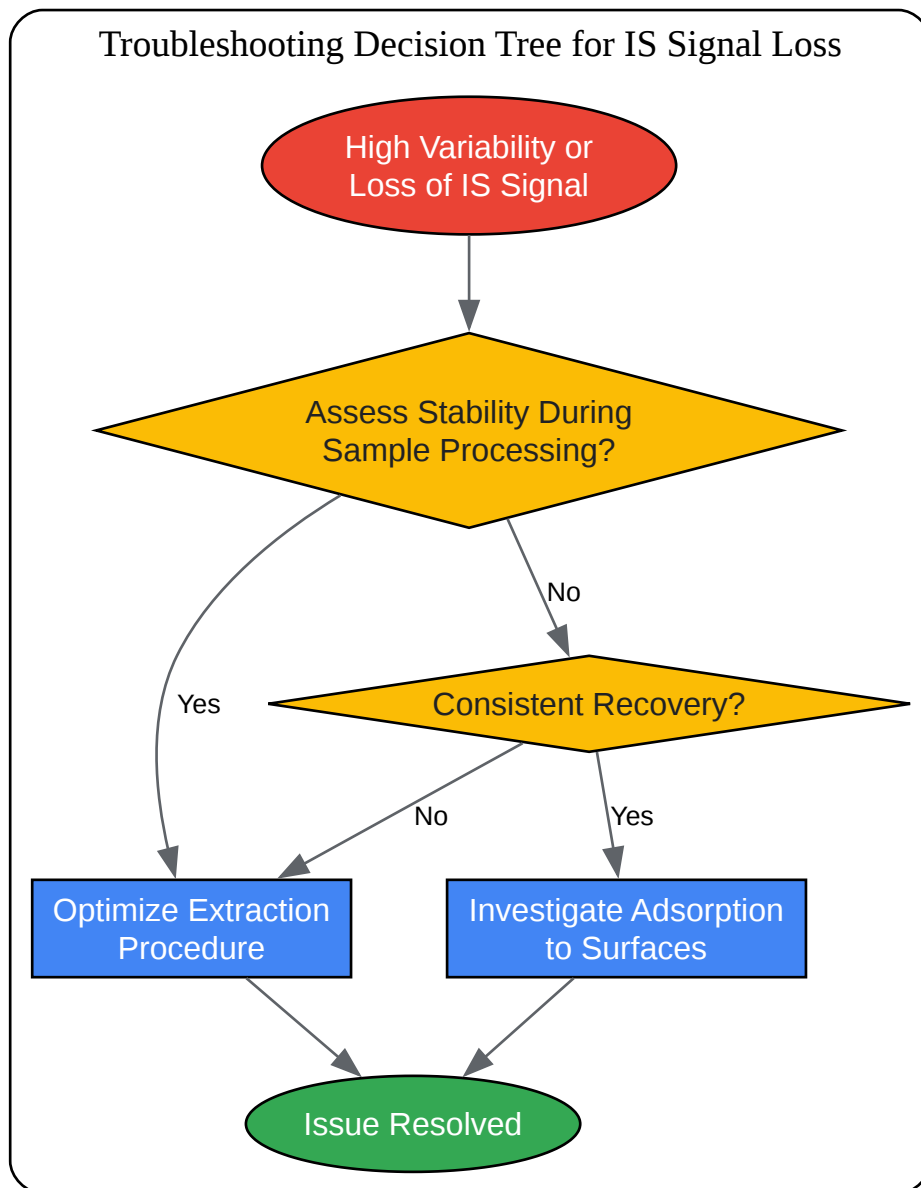 Troubleshooting Decision Tree for IS Signal Loss
High Variability or
Loss of IS Signal
Assess Stability During
Sample Processing?
No
Yes
Consistent Recovery?
No
Yes
Optimize Extraction
Procedure
Investigate Adsorption
to Surfaces
Issue Resolved